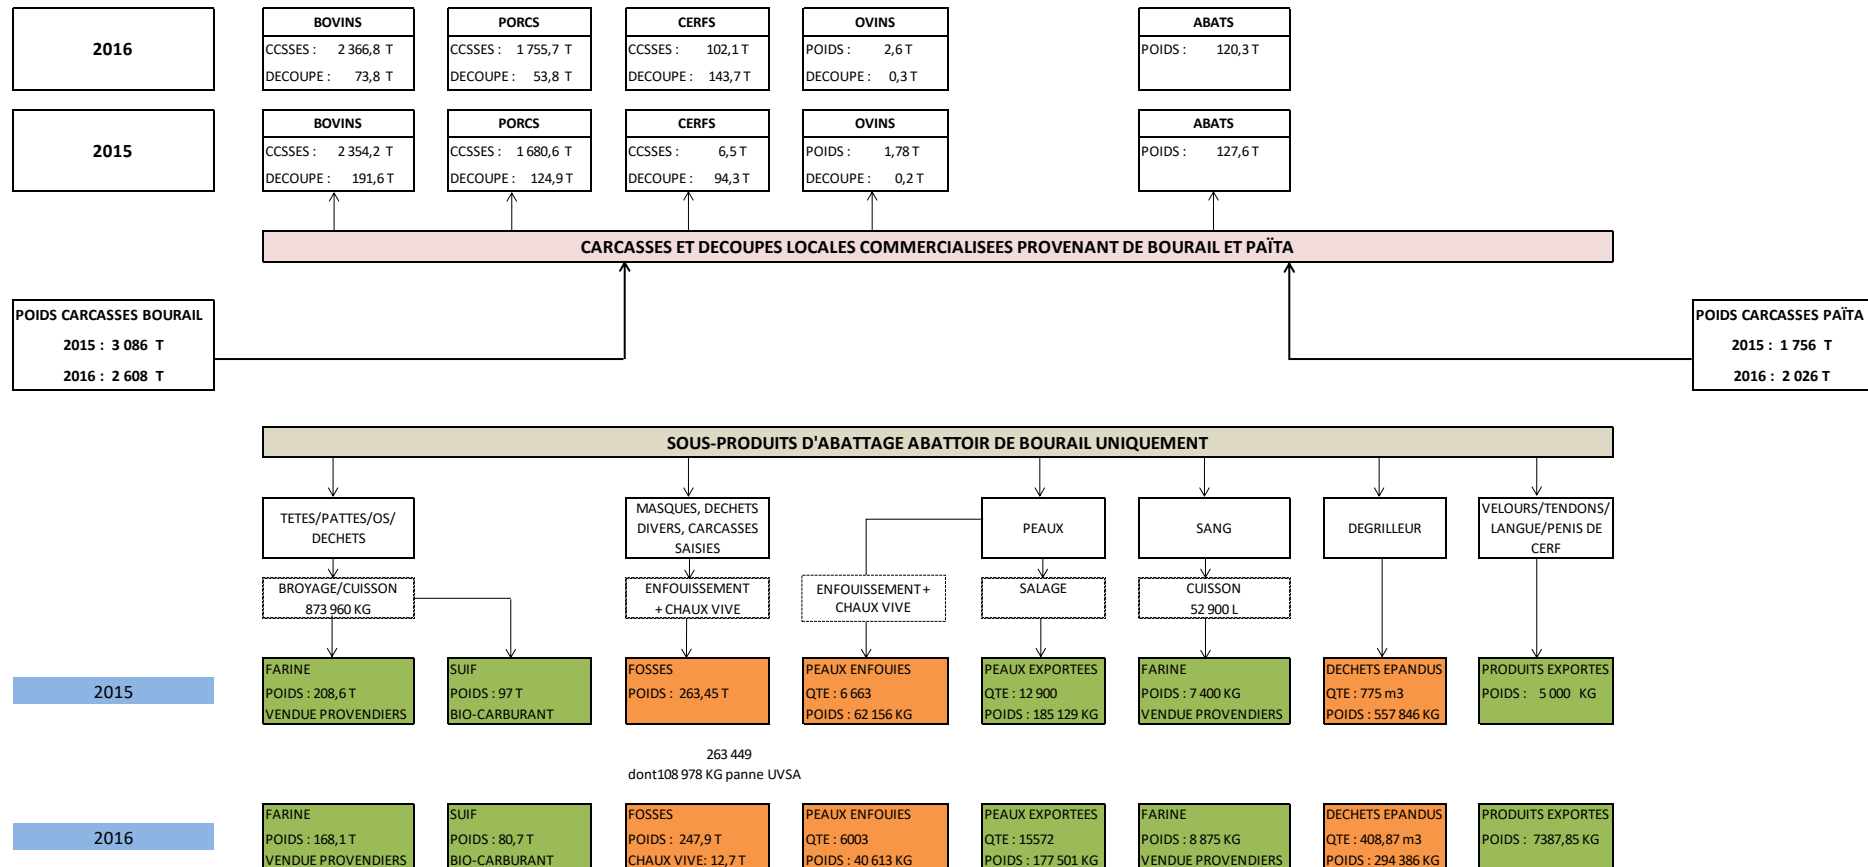 2016
BOVINS
CCSSES : 2 366,8 T
DECOUPE : 73,8 T
PORCS
CCSSES : 1 755,7 T
DECOUPE : 53,8 T
CERFS
CCSSES : 102,1 T
DECOUPE : 143,7 T
OVINS
POIDS : 2,6 T
DECOUPE : 0,3 T
ABATS
POIDS : 120,3 T
2015
BOVINS
CCSSES : 2 354,2 T
DECOUPE : 191,6 T
PORCS
CCSSES : 1 680,6 T
DECOUPE : 124,9 T
CERFS
CCSSES : 6,5 T
DECOUPE : 94,3 T
OVINS
POIDS : 1,78 T
DECOUPE : 0,2 T
ABATS
POIDS : 127,6 T
CARCASSES ET DECOUPES LOCALES COMMERCIALISEES PROVENANT DE BOURAIL ET PAÏTA
POIDS CARCASSES BOURAIL
2015 : 3 086 T
2016 : 2 608 T
POIDS CARCASSES PAÏTA
2015 : 1 756 T
2016 : 2 026 T
SOUS-PRODUITS D'ABATTAGE ABATTOIR DE BOURAIL UNIQUEMENT
TETES/PATTES/OS/
DECHETS
MASQUES, DECHETS
DIVERS, CARCASSES
SAISIES
PEAUX
SANG
DEGRILLEUR
VELOURS/TENDONS/
LANGUE/PENIS DE
CERF
BROYAGE/CUISSON
873 960 KG
ENFOUISSEMENT
+ CHAUX VIVE
ENFOUISSEMENT +
CHAUX VIVE
SALAGE
CUISSON
52 900 L
2015
FARINE
POIDS : 208,6 T
VENDUE PROVENDIERS
SUIF
POIDS : 97 T
BIO-CARBURANT
FOSSES
POIDS : 263,45 T
PEAUX ENFOUIES
QTE : 6 663
POIDS : 62 156 KG
PEAUX EXPORTEES
QTE : 12 900
POIDS : 185 129 KG
FARINE
POIDS : 7 400 KG
VENDUE PROVENDIERS
DECHETS EPANDUS
QTE : 775 m3
POIDS : 557 846 KG
PRODUITS EXPORTES
POIDS : 5 000 KG
263 449
dont108 978 KG panne UVSA
2016
FARINE
POIDS : 168,1 T
VENDUE PROVENDIERS
SUIF
POIDS : 80,7 T
BIO-CARBURANT
FOSSES
POIDS : 247,9 T
CHAUX VIVE: 12,7 T
PEAUX ENFOUIES
QTE : 6003
POIDS : 40 613 KG
PEAUX EXPORTEES
QTE : 15572
POIDS : 177 501 KG
FARINE
POIDS : 8 875 KG
VENDUE PROVENDIERS
DECHETS EPANDUS
QTE : 408,87 m3
POIDS : 294 386 KG
PRODUITS EXPORTES
POIDS : 7387,85 KG